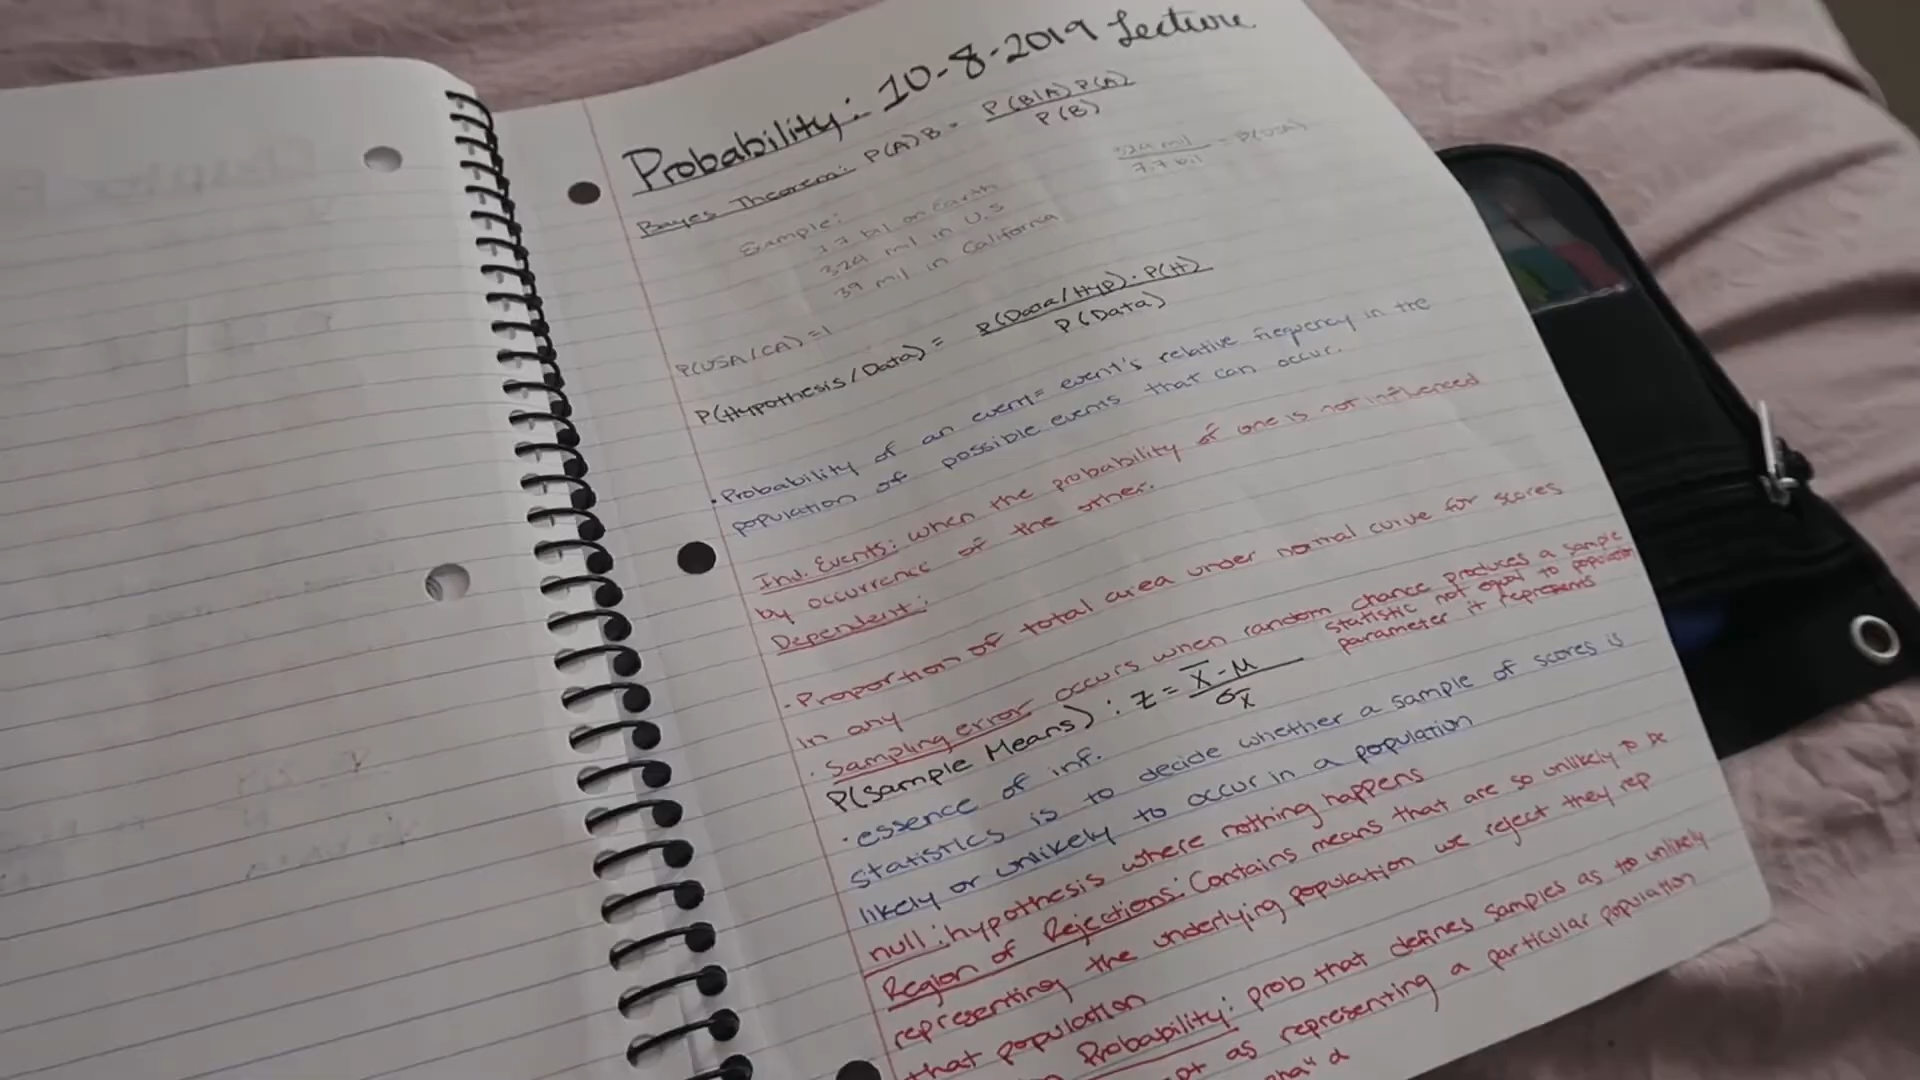 Probability: 10-8-2019 Lecture
Bayes Theorem: P(A)B = P(B|A) P(A)
P(B)
Example:
7.7 bil on earth
329 mil in U.S
39 mil in California
329 mil = P(USA)
7.7 bil
P(USA/CA) = 1
P(Hypothesis/Data) = P(Data/Hyp) · P(H)
P(Data)
· Probability of an event = event's relative frequency in the
population of possible events that can occur.
Ind. Events: when the probability of one is not influenced
by occurrence of the other.
Dependent:
· Proportion of total area under normal curve for scores
in any
· Sampling error occurs when random chance produces a sample
statistic not equal to population
parameter it represents
P(Sample Means): z = X̄ - μ
σx̄
· essence of inf.
statistics is to decide whether a sample of scores is
likely or unlikely to occur in a population
null: hypothesis where nothing happens
Region of Rejections: Contains means that are so unlikely to be
representing the underlying population we reject they rep
that population
Probability: prob that defines samples as to unlikely
as representing a particular population
α